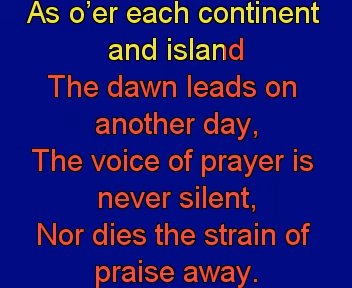 As o’er each continent
and island
The dawn leads on
another day,
The voice of prayer is
never silent,
Nor dies the strain of
praise away.